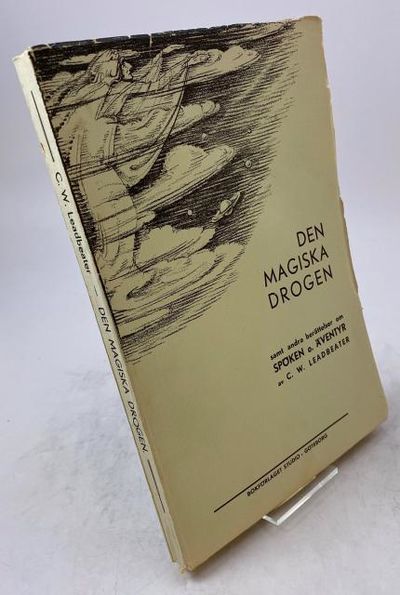 C. W. Leadbeater — DEN MAGISKA DROGEN.
DEN
MAGISKA
DROGEN
samt andra berättelser om
SPÖKEN o. ÄVENTYR
av C. W. LEADBEATER
BOKFÖRLAGET STUDIO · GÖTEBORG